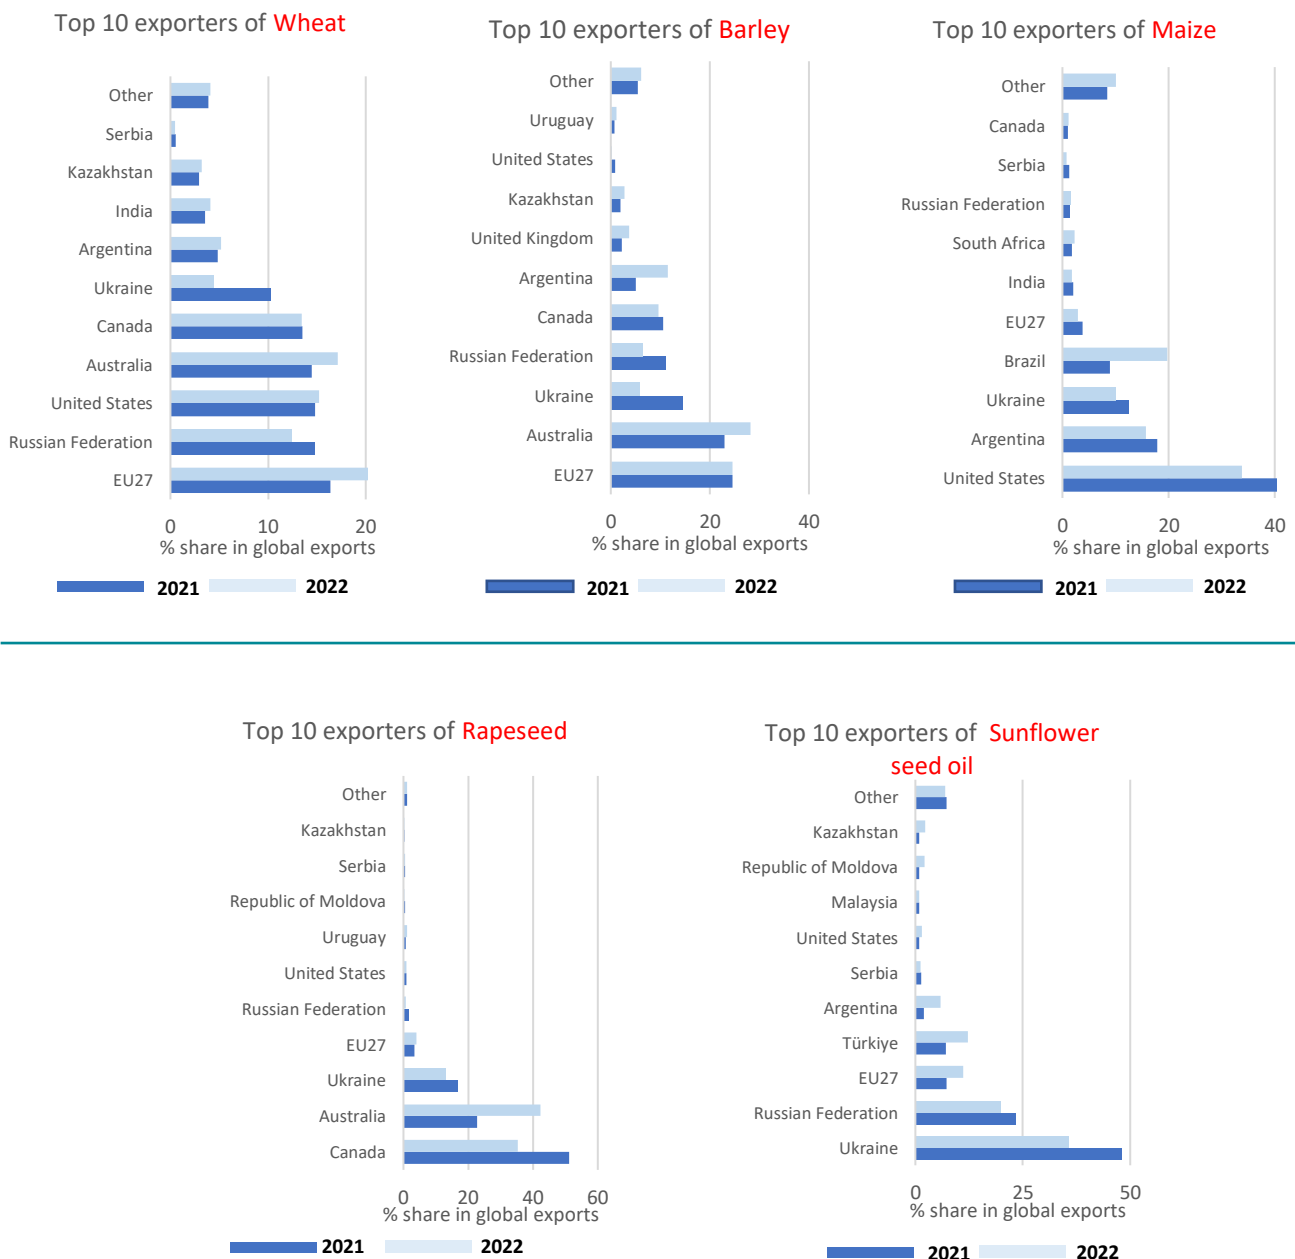 Top 10 exporters of Wheat
Other
Serbia
Kazakhstan
India
Argentina
Ukraine
Canada
Australia
United States
Russian Federation
EU27
0 10 20
% share in global exports
2021 2022
Top 10 exporters of Barley
Other
Uruguay
United States
Kazakhstan
United Kingdom
Argentina
Canada
Russian Federation
Ukraine
Australia
EU27
0 20 40
% share in global exports
2021 2022
Top 10 exporters of Maize
Other
Canada
Serbia
Russian Federation
South Africa
India
EU27
Brazil
Ukraine
Argentina
United States
0 20 40
% share in global exports
2021 2022
Top 10 exporters of Rapeseed
Other
Kazakhstan
Serbia
Republic of Moldova
Uruguay
United States
Russian Federation
EU27
Ukraine
Australia
Canada
0 20 40 60
% share in global exports
2021 2022
Top 10 exporters of Sunflower
seed oil
Other
Kazakhstan
Republic of Moldova
Malaysia
United States
Serbia
Argentina
Türkiye
EU27
Russian Federation
Ukraine
0 25 50
% share in global exports
2021 2022